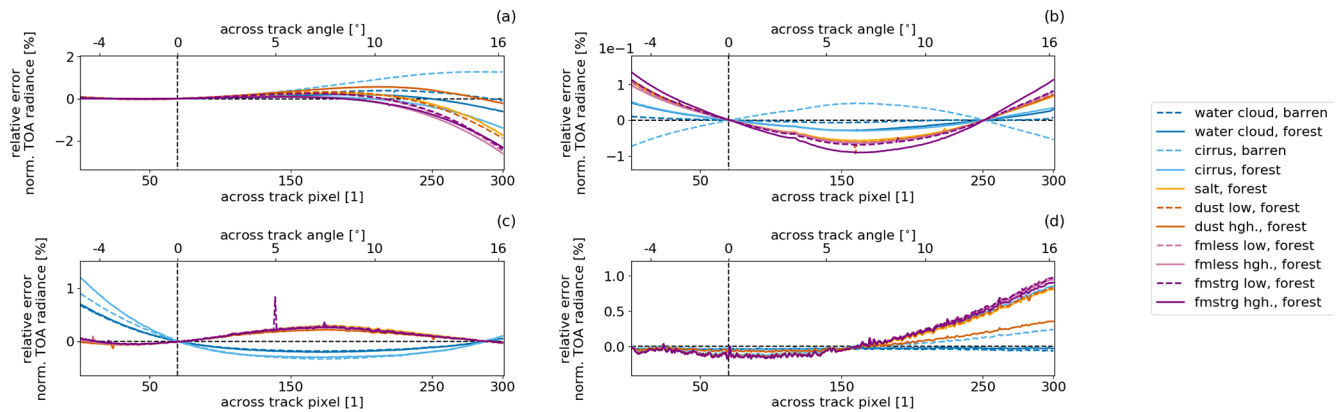 (a)
across track angle [°]
-4 0 5 10 16
relative error
norm. TOA radiance [%]
2
0
−2
50 150 250 300
across track pixel [1]
(b)
across track angle [°]
1e−1 -4 0 5 10 16
relative error
norm. TOA radiance [%]
1
0
−1
50 150 250 300
across track pixel [1]
(c)
across track angle [°]
-4 0 5 10 16
relative error
norm. TOA radiance [%]
1
0
50 150 250 300
across track pixel [1]
(d)
across track angle [°]
-4 0 5 10 16
relative error
norm. TOA radiance [%]
1.0
0.5
0.0
50 150 250 300
across track pixel [1]
water cloud, barren
water cloud, forest
cirrus, barren
cirrus, forest
salt, forest
dust low, forest
dust hgh., forest
fmless low, forest
fmless hgh., forest
fmstrg low, forest
fmstrg hgh., forest